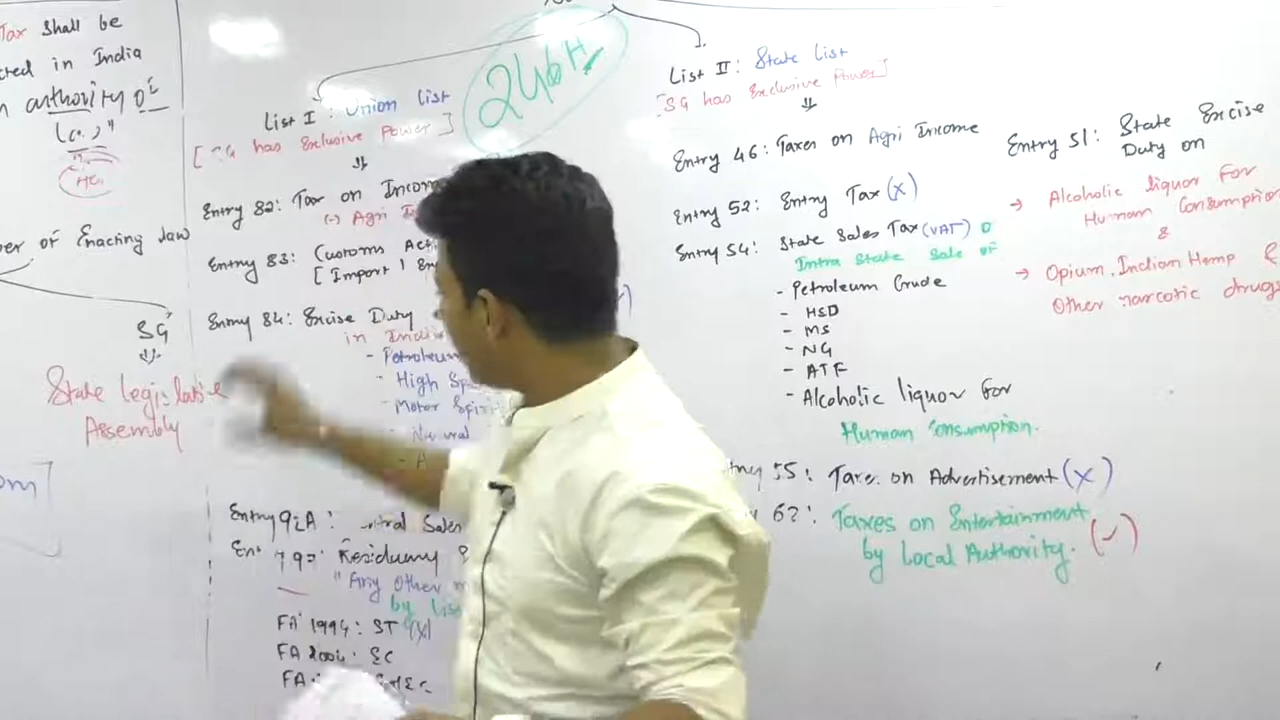 Tax shall be
cted in India
authority of
Law"
er of Enacting law
SG
State legislative
Assembly
246A
List I : Union List
[CG has Exclusive Power]
Entry 82: Tax on Income
(-) Agri
Entry 83: Customs
[Import
Entry 84: Excise Duty
in India
- Petroleum
- High Sp
- Motor Spirit
- Natural
- A
Entry 92A: Central Sales
Entry 97: Residuary
"Any Other
by Lis
FA 1994: ST (x)
FA 2004: EC
FA
List II : State List
[SG has Exclusive Power]
Entry 46: Taxes on Agri Income
Entry 52: Entry Tax (x)
Entry 54: State Sales Tax (VAT)
Intra State Sale of
- Petroleum Crude
- HSD
- MS
- NG
- ATF
- Alcoholic liquor for
Human Consumption.
ntry 55: Taxes on Advertisement (x)
62: Taxes on Entertainment
by Local Authority. (✓)
Entry 51: State Excise
Duty on
→ Alcoholic liquor For
Human Consumption
&
→ Opium, Indian Hemp &
Other narcotic drugs